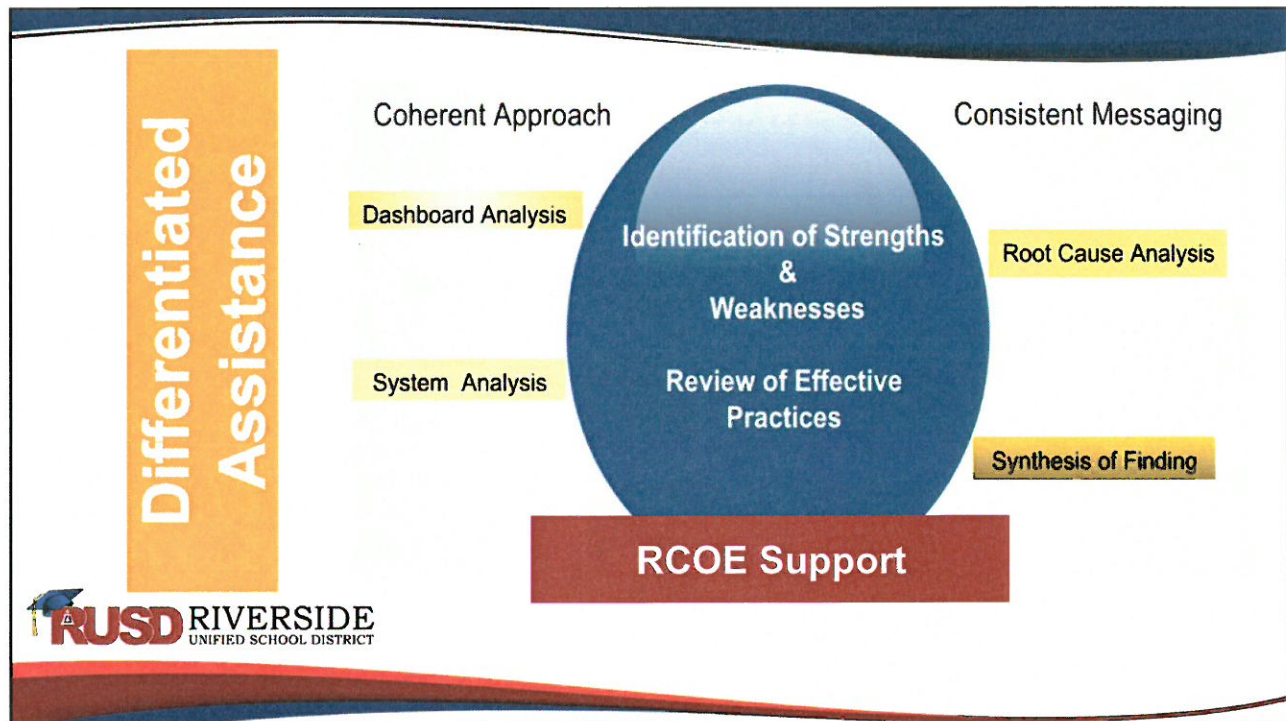 Differentiated
Assistance
Coherent Approach
Consistent Messaging
Dashboard Analysis
System Analysis
Identification of Strengths
&
Weaknesses
Review of Effective
Practices
Root Cause Analysis
Synthesis of Finding
RCOE Support
RUSD RIVERSIDE
UNIFIED SCHOOL DISTRICT